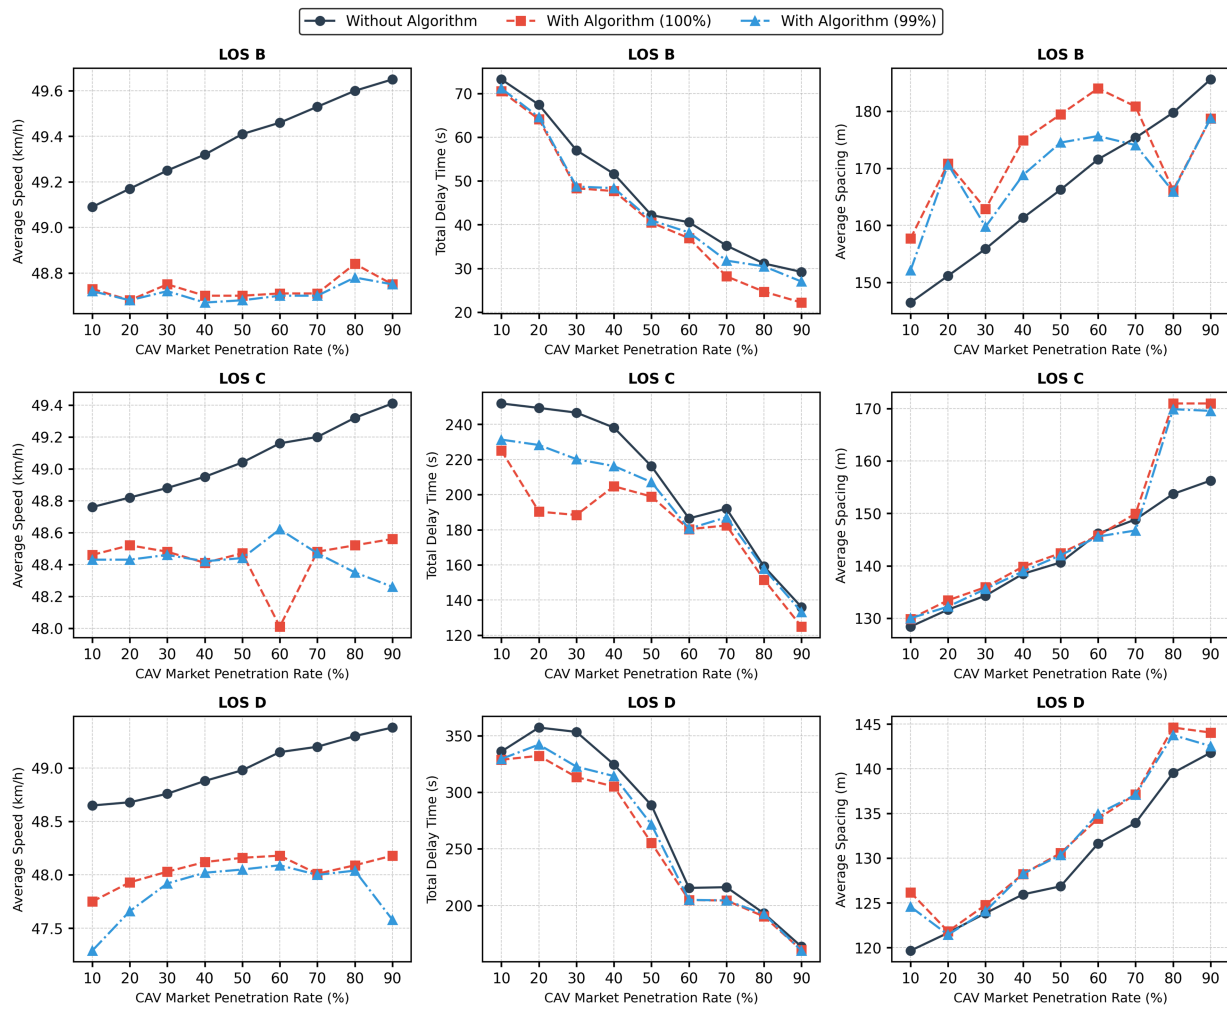 Without Algorithm With Algorithm (100%) With Algorithm (99%)
LOS B LOS B LOS B
Average Speed (km/h)
49.6
49.4
49.2
49.0
48.8
10 20 30 40 50 60 70 80 90
CAV Market Penetration Rate (%)
Total Delay Time (s)
70
60
50
40
30
20
10 20 30 40 50 60 70 80 90
CAV Market Penetration Rate (%)
Average Spacing (m)
180
170
160
150
10 20 30 40 50 60 70 80 90
CAV Market Penetration Rate (%)
LOS C LOS C LOS C
Average Speed (km/h)
49.4
49.2
49.0
48.8
48.6
48.4
48.2
48.0
10 20 30 40 50 60 70 80 90
CAV Market Penetration Rate (%)
Total Delay Time (s)
240
220
200
180
160
140
120
10 20 30 40 50 60 70 80 90
CAV Market Penetration Rate (%)
Average Spacing (m)
170
160
150
140
130
10 20 30 40 50 60 70 80 90
CAV Market Penetration Rate (%)
LOS D LOS D LOS D
Average Speed (km/h)
49.0
48.5
48.0
47.5
10 20 30 40 50 60 70 80 90
CAV Market Penetration Rate (%)
Total Delay Time (s)
350
300
250
200
10 20 30 40 50 60 70 80 90
CAV Market Penetration Rate (%)
Average Spacing (m)
145
140
135
130
125
120
10 20 30 40 50 60 70 80 90
CAV Market Penetration Rate (%)